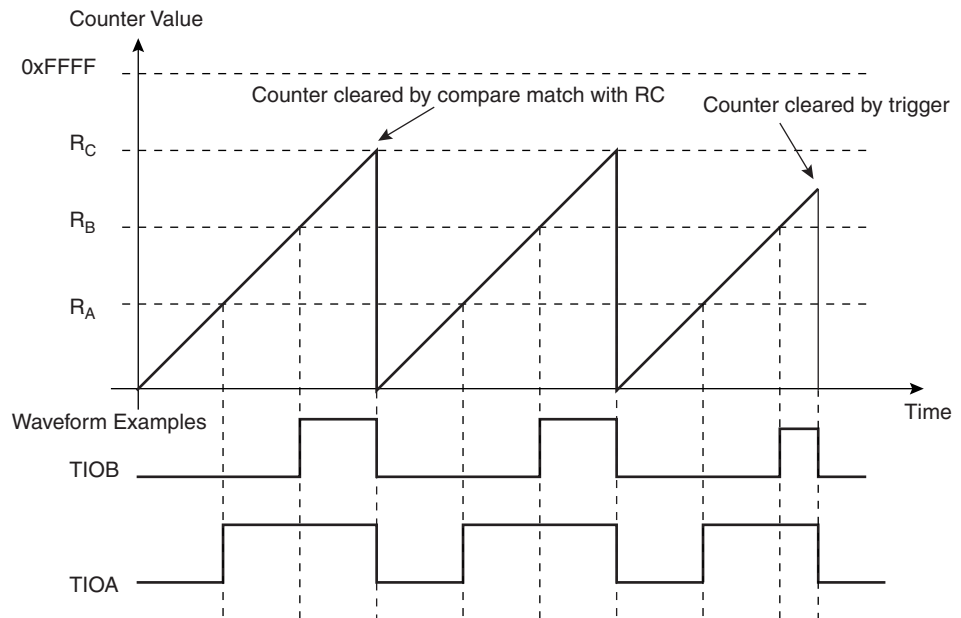 Counter Value
0xFFFF
Counter cleared by compare match with RC
Counter cleared by trigger
RC
RB
RA
Time
Waveform Examples
TIOB
TIOA